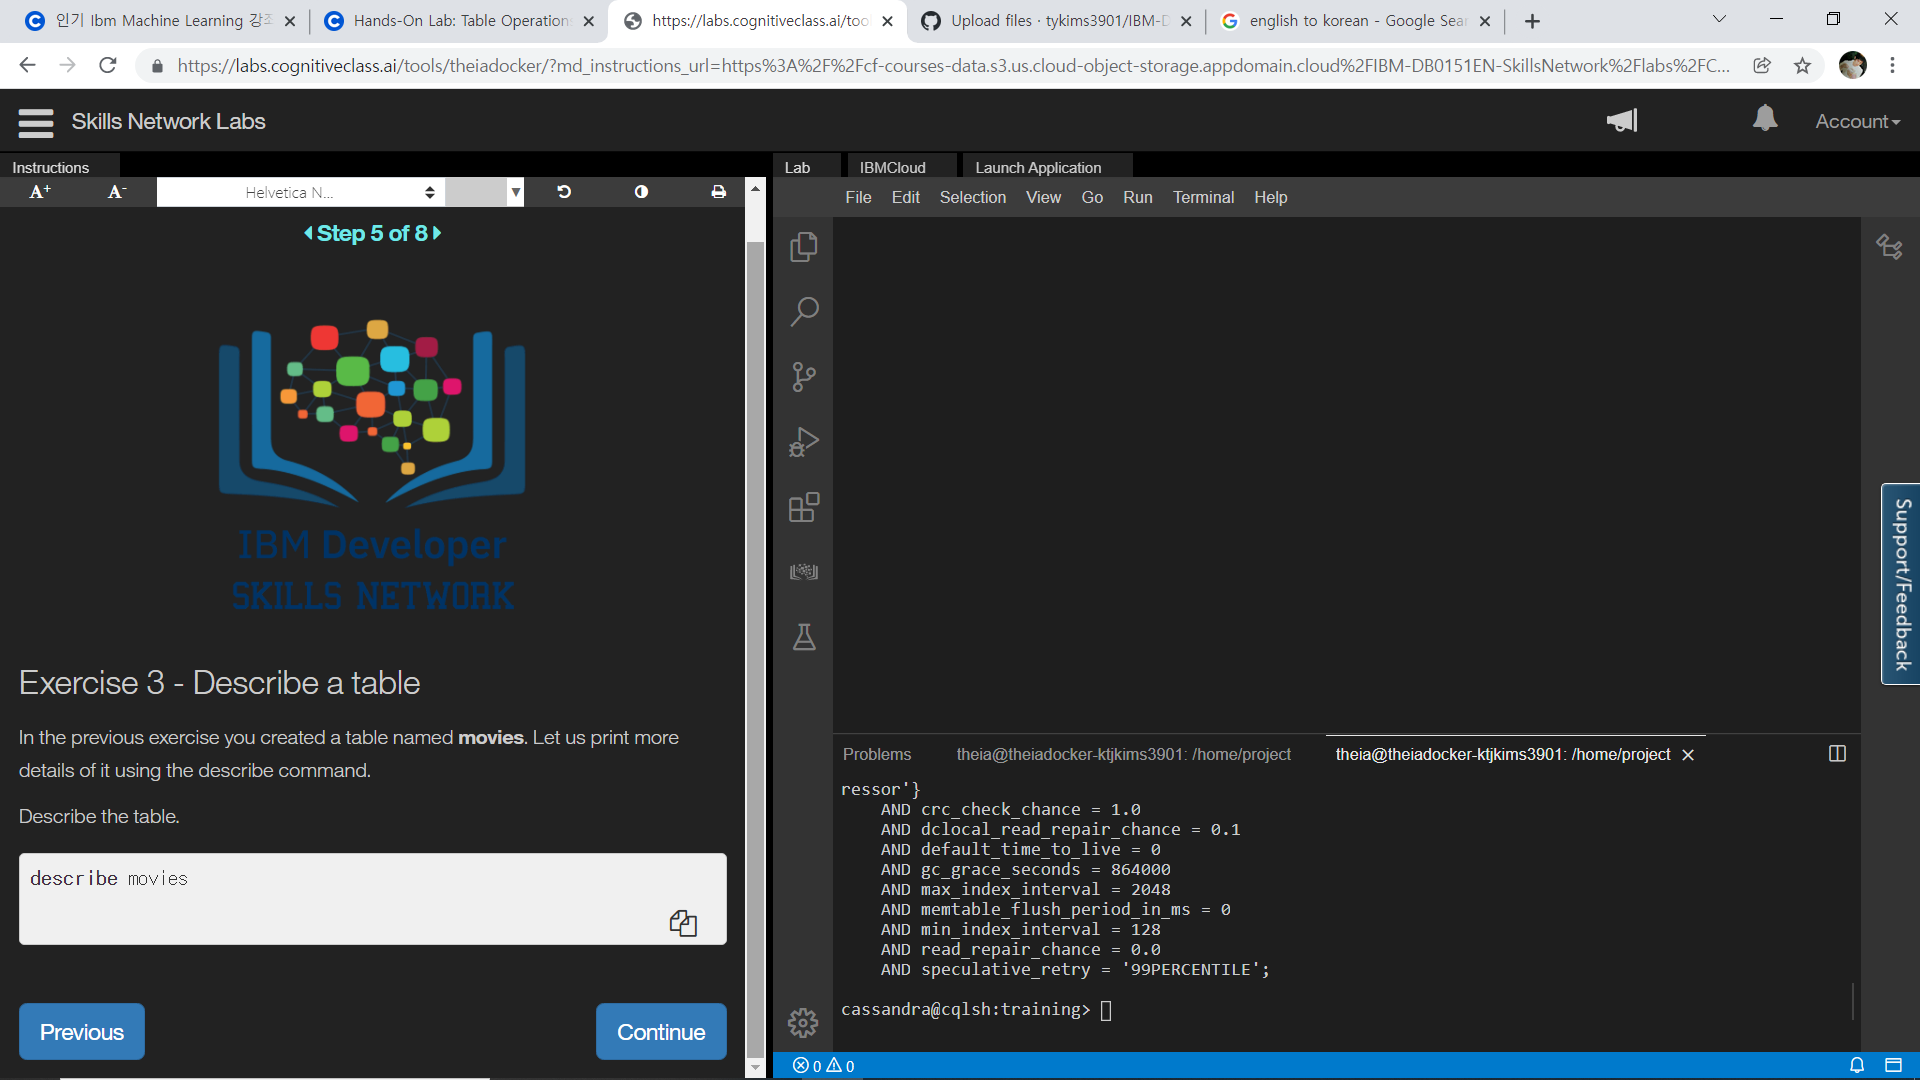 인기 Ibm Machine Learning 강조
Hands-On Lab: Table Operation
https://labs.cognitiveclass.ai/tool
Upload files · tykims3901/IBM-D
english to korean - Google Sear
https://labs.cognitiveclass.ai/tools/theiadocker/?md_instructions_url=https%3A%2F%2Fcf-courses-data.s3.us.cloud-object-storage.appdomain.cloud%2FIBM-DB0151EN-SkillsNetwork%2Flabs%2FC...
Skills Network Labs
Account
Instructions
A+ A- Helvetica N...
Step 5 of 8
IBM Developer
SKILLS NETWORK
Exercise 3 - Describe a table
In the previous exercise you created a table named movies. Let us print more
details of it using the describe command.
Describe the table.
describe movies
Previous
Continue
Lab IBMCloud Launch Application
File Edit Selection View Go Run Terminal Help
Problems theia@theiadocker-ktjkims3901: /home/project theia@theiadocker-ktjkims3901: /home/project
ressor'}
AND crc_check_chance = 1.0
AND dclocal_read_repair_chance = 0.1
AND default_time_to_live = 0
AND gc_grace_seconds = 864000
AND max_index_interval = 2048
AND memtable_flush_period_in_ms = 0
AND min_index_interval = 128
AND read_repair_chance = 0.0
AND speculative_retry = '99PERCENTILE';
cassandra@cqlsh:training>
0 0
Support/Feedback